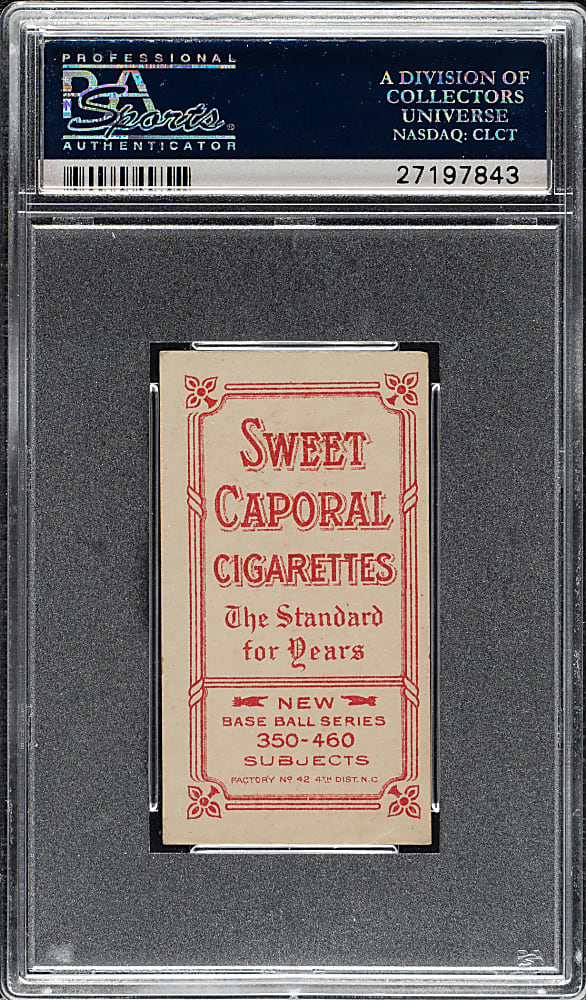 PROFESSIONAL
PSA
Sports®
AUTHENTICATOR
A DIVISION OF
COLLECTORS
UNIVERSE
NASDAQ: CLCT
27197843
SWEET
CAPORAL
CIGARETTES
The Standard
for Years
NEW
BASE BALL SERIES
350-460
SUBJECTS
FACTORY Nº 42 4TH DIST. N.C.
PSA